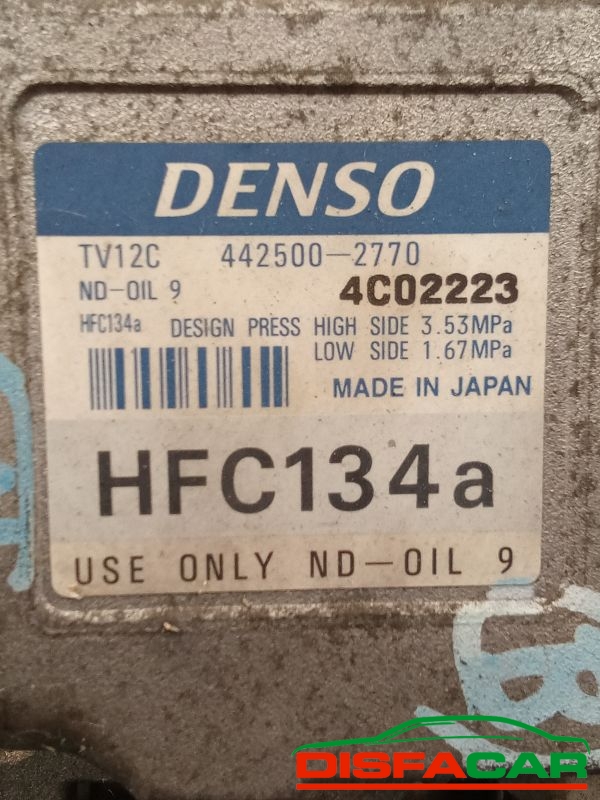 DENSO
TV12C 442500-2770
ND-OIL 9 4C02223
HFC134a DESIGN PRESS HIGH SIDE 3.53MPa
LOW SIDE 1.67MPa
MADE IN JAPAN
HFC134a
USE ONLY ND-OIL 9
DISFACAR